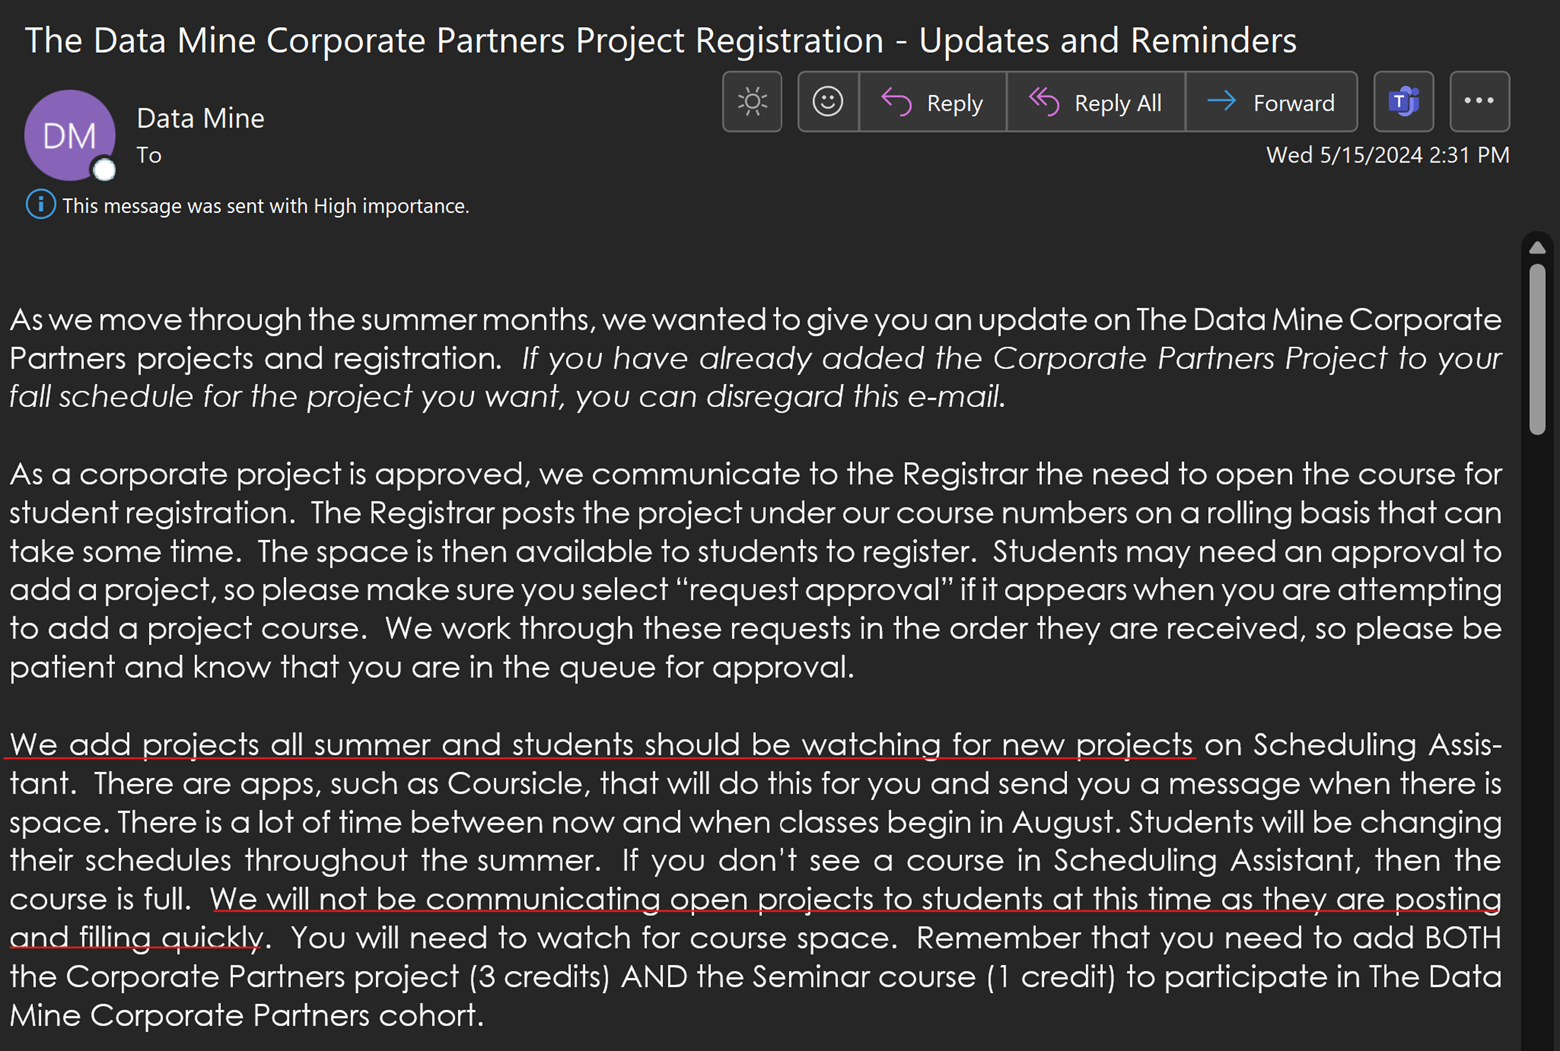 The Data Mine Corporate Partners Project Registration - Updates and Reminders
DM
Data Mine
To
Reply
Reply All
Forward
T
Wed 5/15/2024 2:31 PM
This message was sent with High importance.
As we move through the summer months, we wanted to give you an update on The Data Mine Corporate
Partners projects and registration.  If you have already added the Corporate Partners Project to your
fall schedule for the project you want, you can disregard this e-mail.
As a corporate project is approved, we communicate to the Registrar the need to open the course for
student registration.  The Registrar posts the project under our course numbers on a rolling basis that can
take some time.  The space is then available to students to register.  Students may need an approval to
add a project, so please make sure you select “request approval” if it appears when you are attempting
to add a project course.  We work through these requests in the order they are received, so please be
patient and know that you are in the queue for approval.
We add projects all summer and students should be watching for new projects on Scheduling Assis-
tant.  There are apps, such as Coursicle, that will do this for you and send you a message when there is
space. There is a lot of time between now and when classes begin in August. Students will be changing
their schedules throughout the summer.  If you don’t see a course in Scheduling Assistant, then the
course is full.  We will not be communicating open projects to students at this time as they are posting
and filling quickly.  You will need to watch for course space.  Remember that you need to add BOTH
the Corporate Partners project (3 credits) AND the Seminar course (1 credit) to participate in The Data
Mine Corporate Partners cohort.